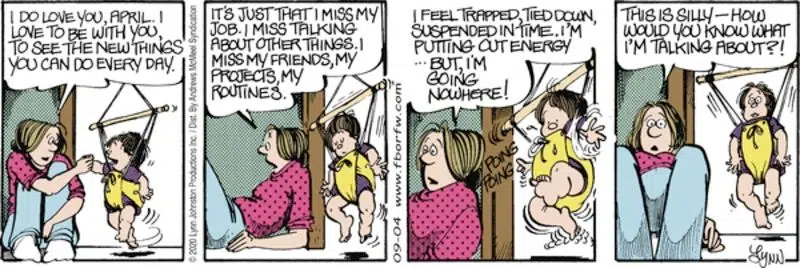 I DO LOVE YOU, APRIL. I
LOVE TO BE WITH YOU,
TO SEE THE NEW THINGS
YOU CAN DO EVERY DAY.
© 2020 Lynn Johnston Productions Inc. / Dist. By Andrews McMeel Syndication
IT'S JUST THAT I MISS MY
JOB. I MISS TALKING
ABOUT OTHER THINGS. I
MISS MY FRIENDS, MY
PROJECTS, MY
ROUTINES.
09-04 www.fborfw.com
I FEEL TRAPPED, TIED DOWN,
SUSPENDED IN TIME.. I'M
PUTTING OUT ENERGY
...BUT, I'M
GOING
NOWHERE!
POING
POING
THIS IS SILLY — HOW
WOULD YOU KNOW WHAT
I'M TALKING ABOUT?!
LYNN